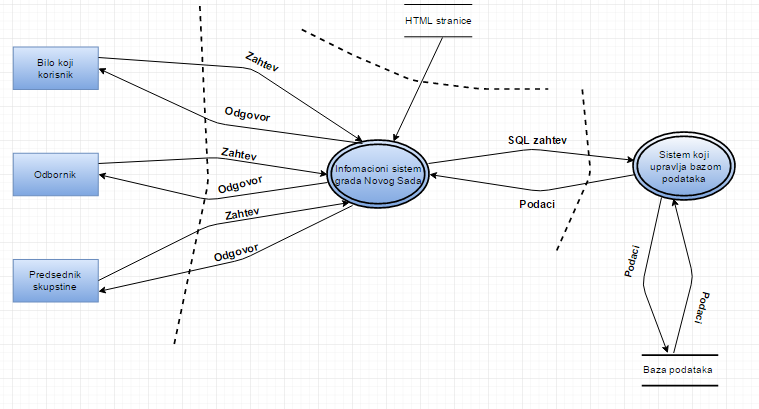 HTML stranice
Bilo koji
korisnik
Zahtev
Odgovor
Odbornik
Zahtev
Odgovor
Infomacioni sistem
grada Novog Sada
SQL zahtev
Podaci
Sistem koji
upravlja bazom
podataka
Zahtev
Odgovor
Predsednik
skupstine
Podaci
Podaci
Baza podataka